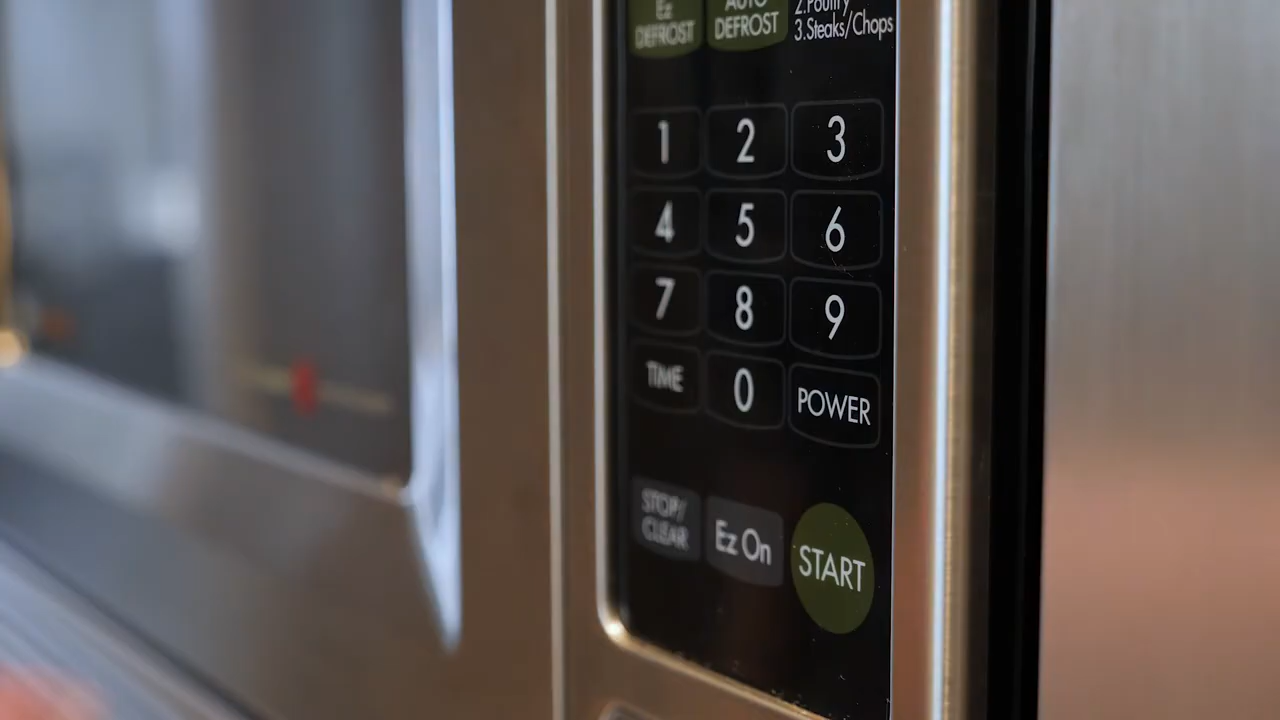 Ez
DEFROST
AUTO
DEFROST
2.Poultry
3.Steaks/Chops
1 2 3
4 5 6
7 8 9
TIME 0 POWER
STOP/
CLEAR
Ez On
START